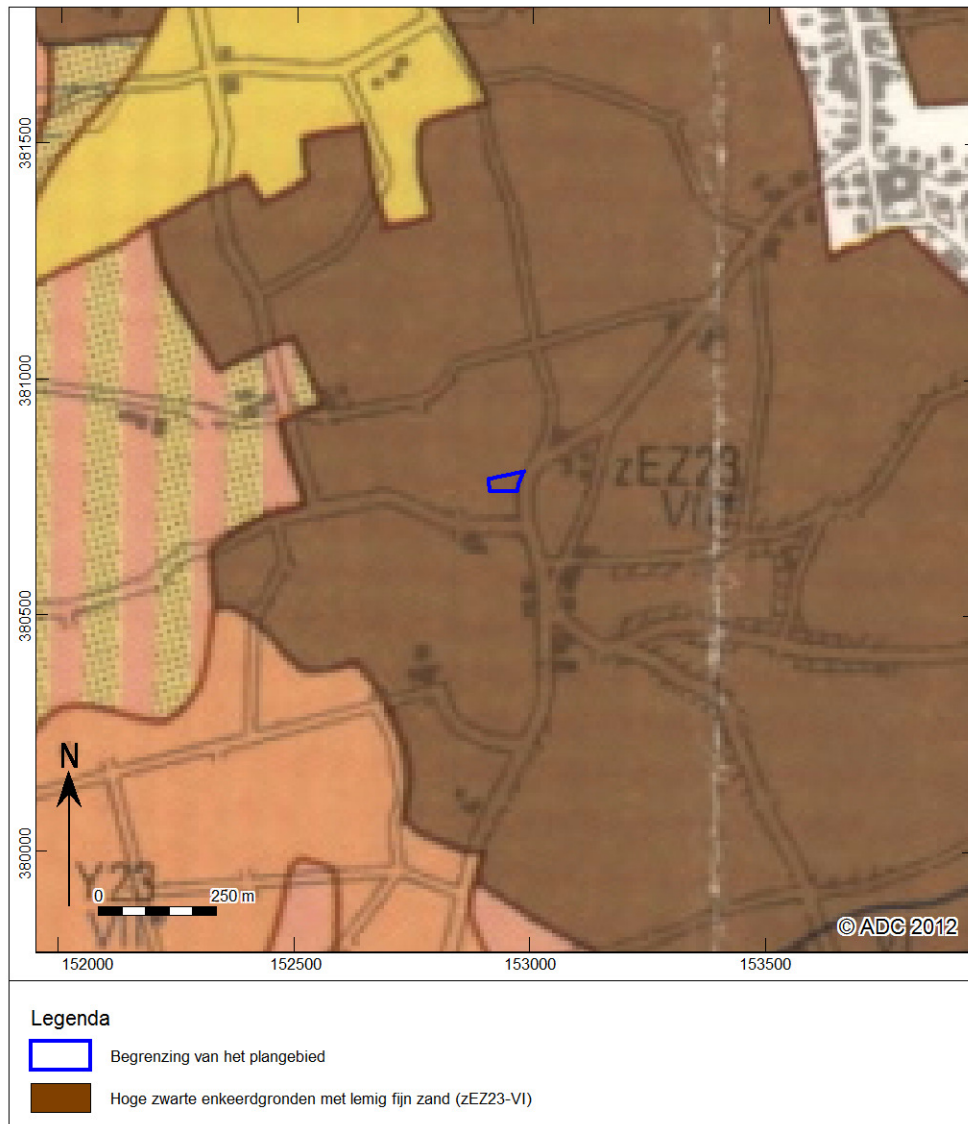 381500
381000
380500
380000
zEZ23
N
Y23
0 250 m
© ADC 2012
152000 152500 153000 153500
Legenda
Begrenzing van het plangebied
Hoge zwarte enkeerdgronden met lemig fijn zand (zEZ23-VI)